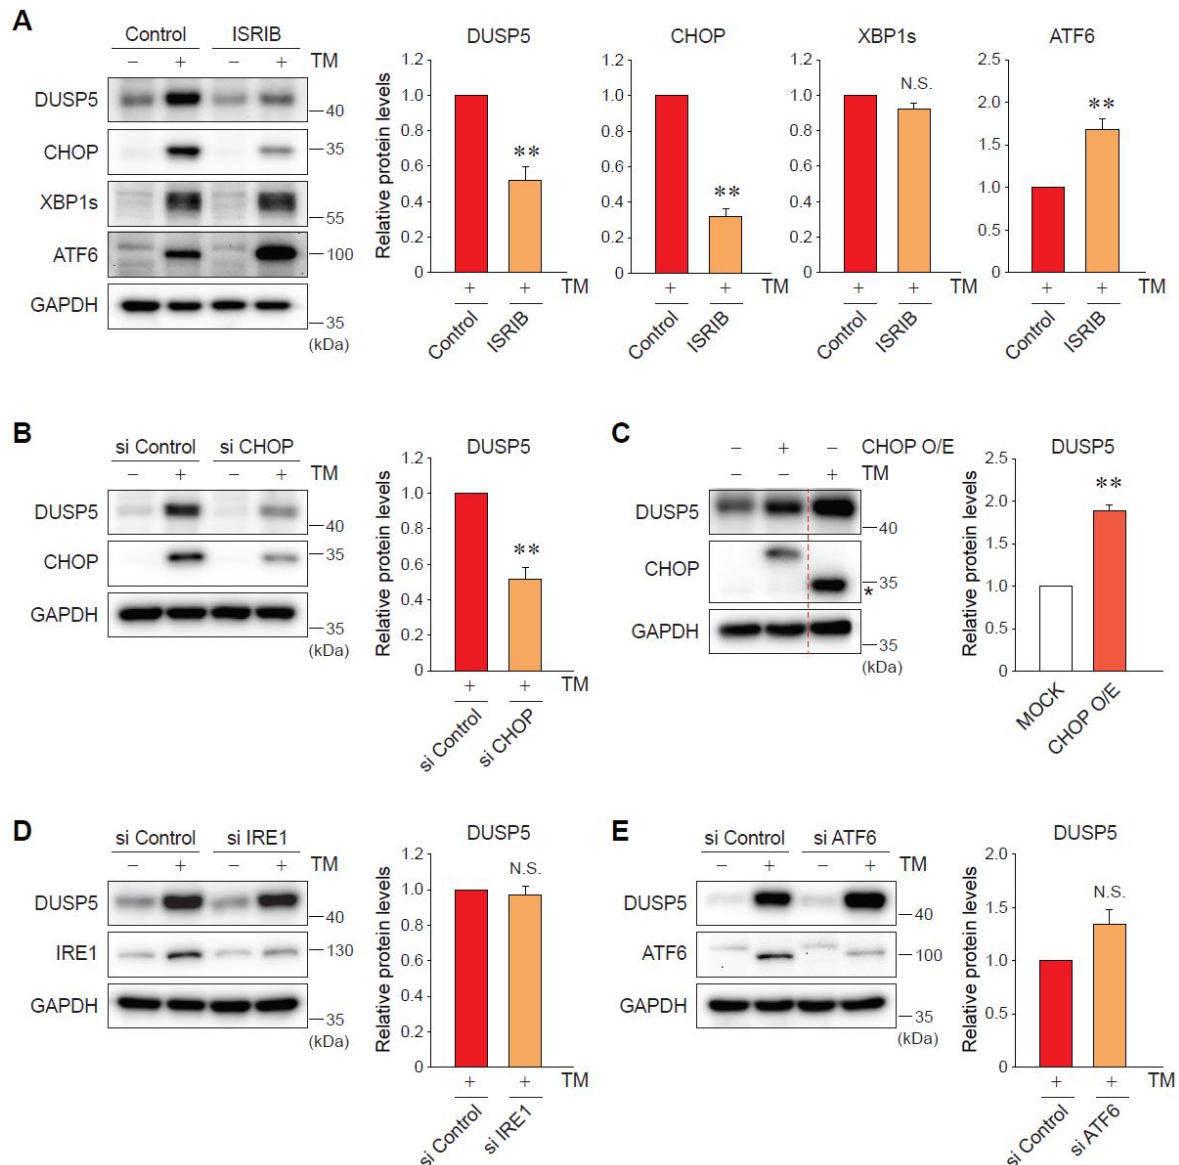 A
Control ISRIB
− + − + TM
DUSP5
40
CHOP
35
XBP1s
55
ATF6
100
GAPDH
35
(kDa)
DUSP5
Relative protein levels
1.2
1.0
0.8
0.6
0.4
0.2
0
**
+ + TM
Control
ISRIB
CHOP
1.2
1.0
0.8
0.6
0.4
0.2
0
**
+ + TM
Control
ISRIB
XBP1s
1.2
1.0
0.8
0.6
0.4
0.2
0
N.S.
+ + TM
Control
ISRIB
ATF6
2.5
2.0
1.5
1.0
0.5
0
**
+ + TM
Control
ISRIB
B
si Control si CHOP
− + − + TM
DUSP5
40
CHOP
35
GAPDH
35
(kDa)
DUSP5
Relative protein levels
1.2
1.0
0.8
0.6
0.4
0.2
0
**
+ + TM
si Control
si CHOP
C
− + − CHOP O/E
− − + TM
DUSP5
40
CHOP
35
*
GAPDH
35
(kDa)
DUSP5
Relative protein levels
2.5
2.0
1.5
1.0
0.5
0
**
MOCK
CHOP O/E
D
si Control si IRE1
− + − + TM
DUSP5
40
IRE1
130
GAPDH
35
(kDa)
DUSP5
Relative protein levels
1.2
1.0
0.8
0.6
0.4
0.2
0
N.S.
+ + TM
si Control
si IRE1
E
si Control si ATF6
− + − + TM
DUSP5
40
ATF6
100
GAPDH
35
(kDa)
DUSP5
Relative protein levels
2.0
1.5
1.0
0.5
0
N.S.
+ + TM
si Control
si ATF6